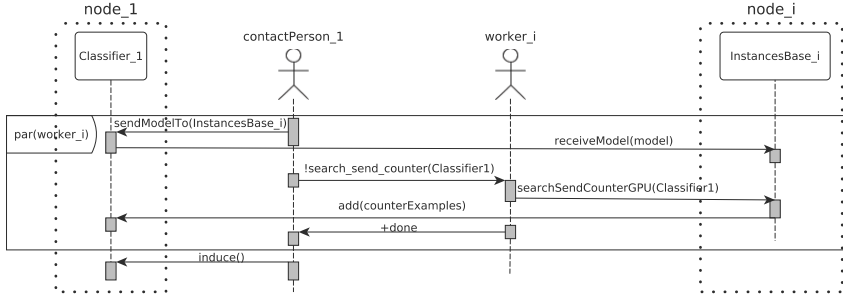 node_1
node_i
contactPerson_1
worker_i
Classifier_1
InstancesBase_i
sendModelTo(InstancesBase_i)
par(worker_i)
receiveModel(model)
!search_send_counter(Classifier1)
searchSendCounterGPU(Classifier1)
add(counterExamples)
+done
induce()